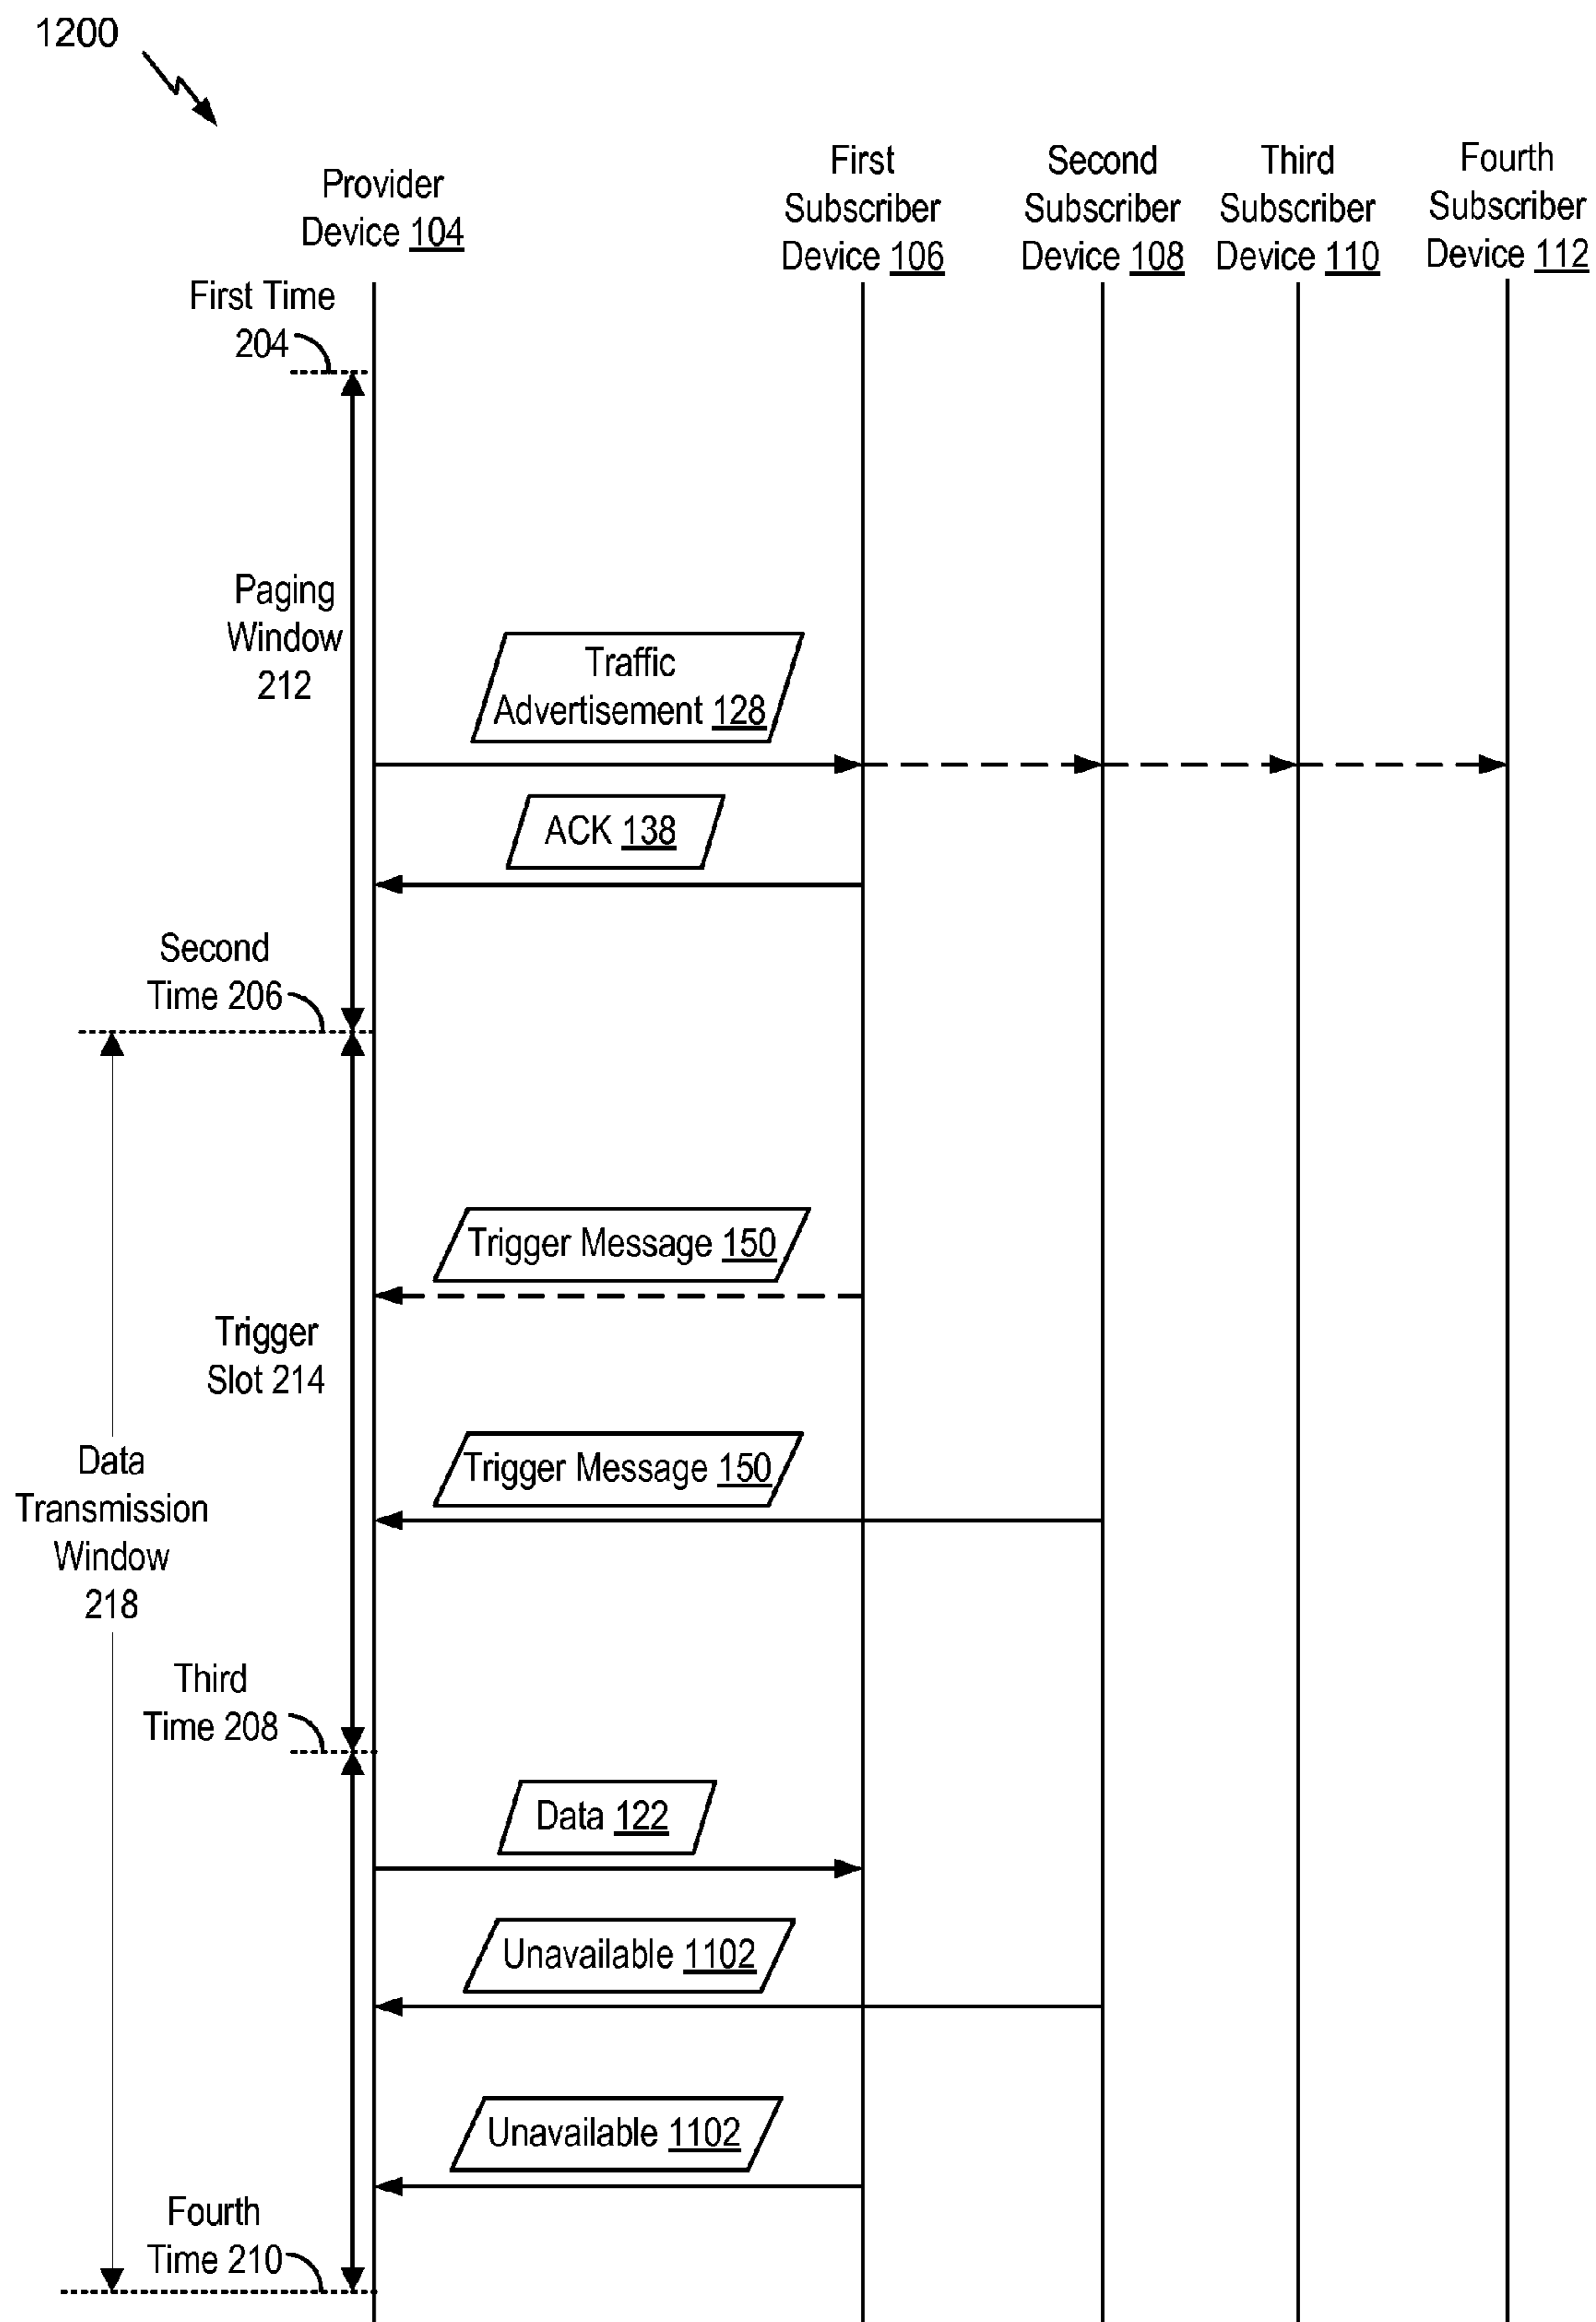 1200
Provider
Device 104
First
Subscriber
Device 106
Second
Subscriber
Device 108
Third
Subscriber
Device 110
Fourth
Subscriber
Device 112
First Time
204
Paging
Window
212
Traffic
Advertisement 128
ACK 138
Second
Time 206
Trigger Message 150
Trigger
Slot 214
Trigger Message 150
Data
Transmission
Window
218
Third
Time 208
Data 122
Unavailable 1102
Unavailable 1102
Fourth
Time 210